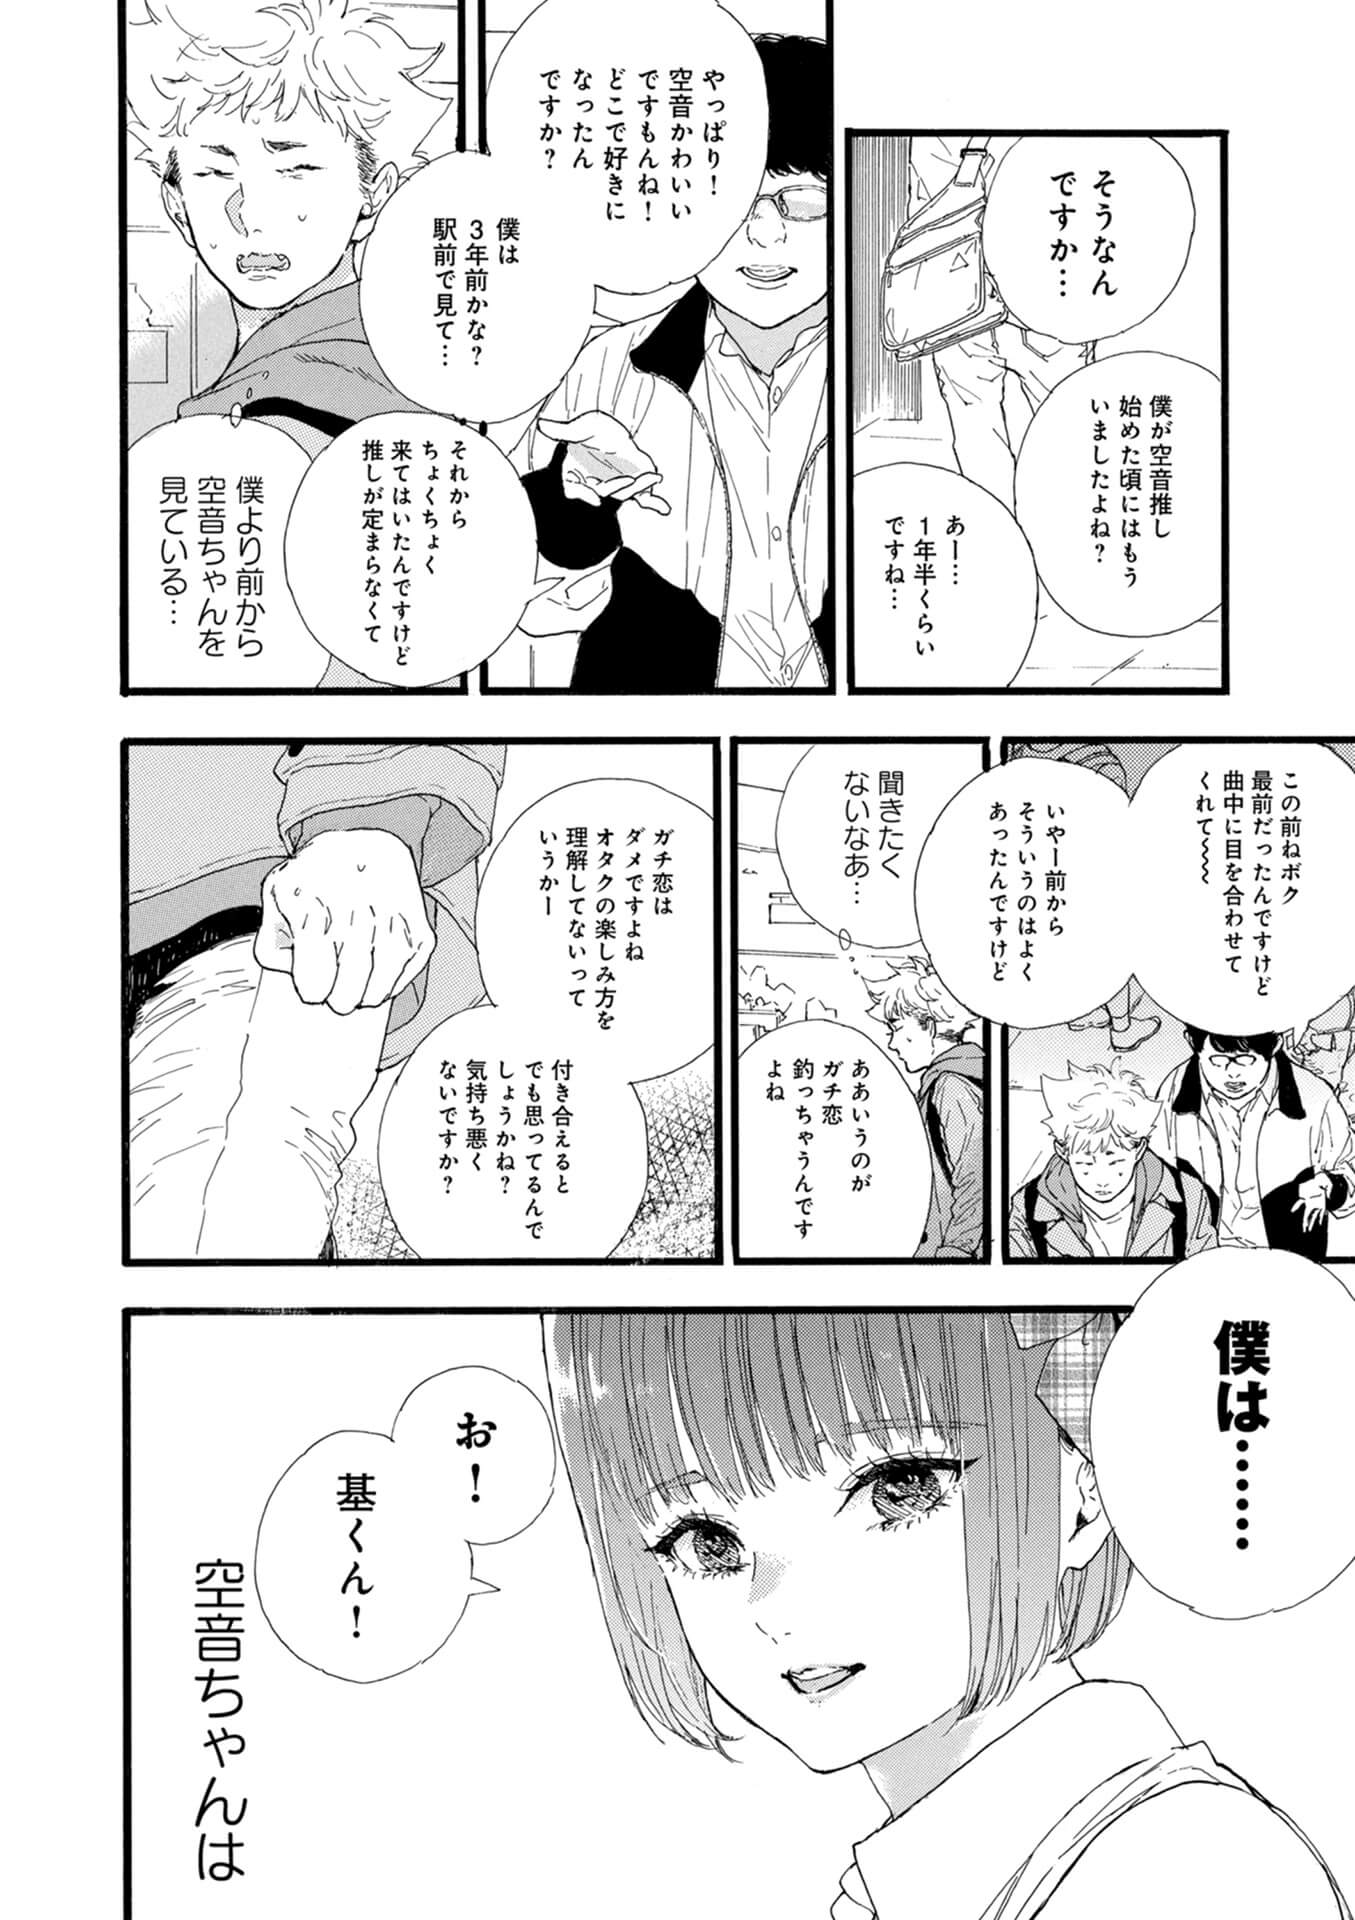 そうなん
ですか…
僕が空音推し
始めた頃にはもう
いましたよね？
あー…
１年半くらい
ですね…
やっぱり！
空音かわいい
ですもんね！
どこで好きに
なったん
ですか？
僕は
３年前かな？
駅前で見て…
それから
ちょくちょく
来てはいたんですけど
推しが定まらなくて
僕より前から
空音ちゃんを
見ている…
この前ねボク
最前だったんですけど
曲中に目を合わせて
くれて〜〜〜
いやー前から
そういうのはよく
あったんですけど
聞きたく
ないなあ…
ああいうのが
ガチ恋
釣っちゃうんです
よね
ガチ恋は
ダメですよね
オタクの楽しみ方を
理解してないって
いうかー
付き合えると
でも思ってるんで
しょうかね？
気持ち悪く
ないですか？
僕は……
お！
基くん！
空音ちゃんは